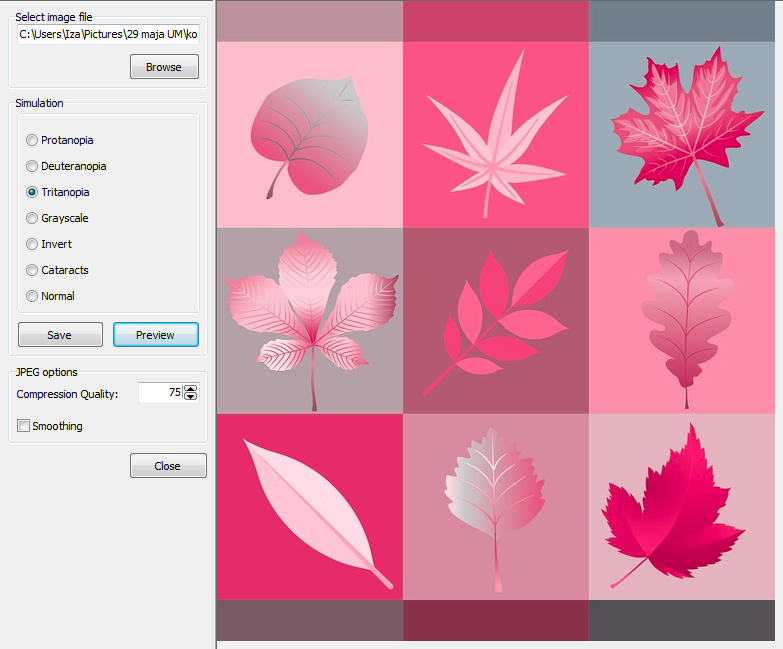 Select image file
C:\Users\Iza\Pictures\29 maja UM\ko
Browse
Simulation
Protanopia
Deuteranopia
Tritanopia
Grayscale
Invert
Cataracts
Normal
Save Preview
JPEG options
Compression Quality: 75
Smoothing
Close